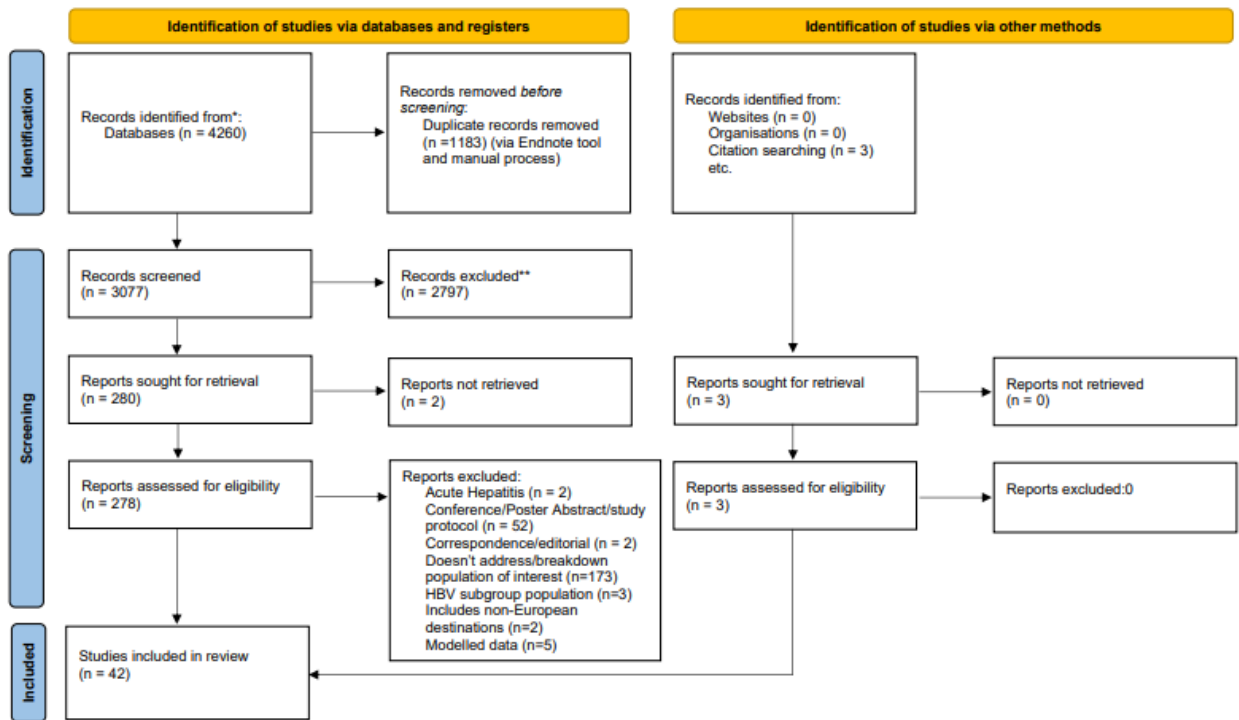 Identification of studies via databases and registers
Identification of studies via other methods
Identification
Records identified from*:
Databases (n = 4260)
Records removed before
screening:
Duplicate records removed
(n =1183) (via Endnote tool
and manual process)
Records identified from:
Websites (n = 0)
Organisations (n = 0)
Citation searching (n = 3)
etc.
Screening
Records screened
(n = 3077)
Records excluded**
(n = 2797)
Reports sought for retrieval
(n = 280)
Reports not retrieved
(n = 2)
Reports sought for retrieval
(n = 3)
Reports not retrieved
(n = 0)
Reports assessed for eligibility
(n = 278)
Reports excluded:
Acute Hepatitis (n = 2)
Conference/Poster Abstract/study
protocol (n = 52)
Correspondence/editorial (n = 2)
Doesn't address/breakdown
population of interest (n=173)
HBV subgroup population (n=3)
Includes non-European
destinations (n=2)
Modelled data (n=5)
Reports assessed for eligibility
(n = 3)
Reports excluded:0
Included
Studies included in review
(n = 42)